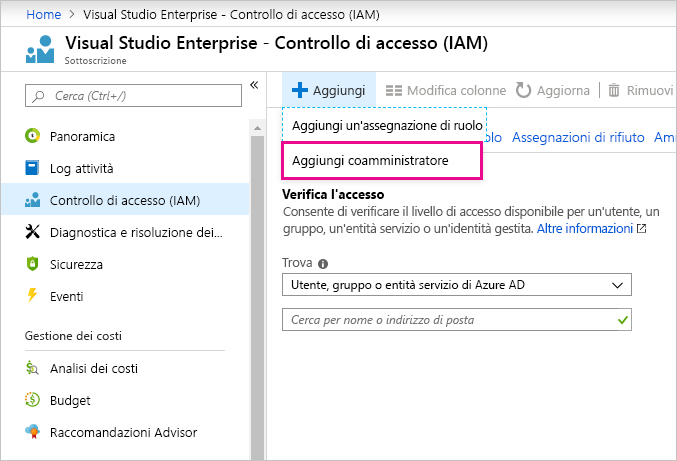 Home > Visual Studio Enterprise - Controllo di accesso (IAM)
Visual Studio Enterprise - Controllo di accesso (IAM)
Sottoscrizione
Cerca (Ctrl+/)
«
Panoramica
Log attività
Controllo di accesso (IAM)
Diagnostica e risoluzione dei...
Sicurezza
Eventi
Gestione dei costi
Analisi dei costi
Budget
Raccomandazioni Advisor
Aggiungi
Modifica colonne
Aggiorna
Rimuovi
Aggiungi un'assegnazione di ruolo
Assegnazioni di rifiuto
Aggiungi coamministratore
Verifica l'accesso
Consente di verificare il livello di accesso disponibile per un'utente, un
gruppo, un'entità servizio o un'identità gestita. Altre informazioni
Trova
Utente, gruppo o entità servizio di Azure AD
Cerca per nome o indirizzo di posta